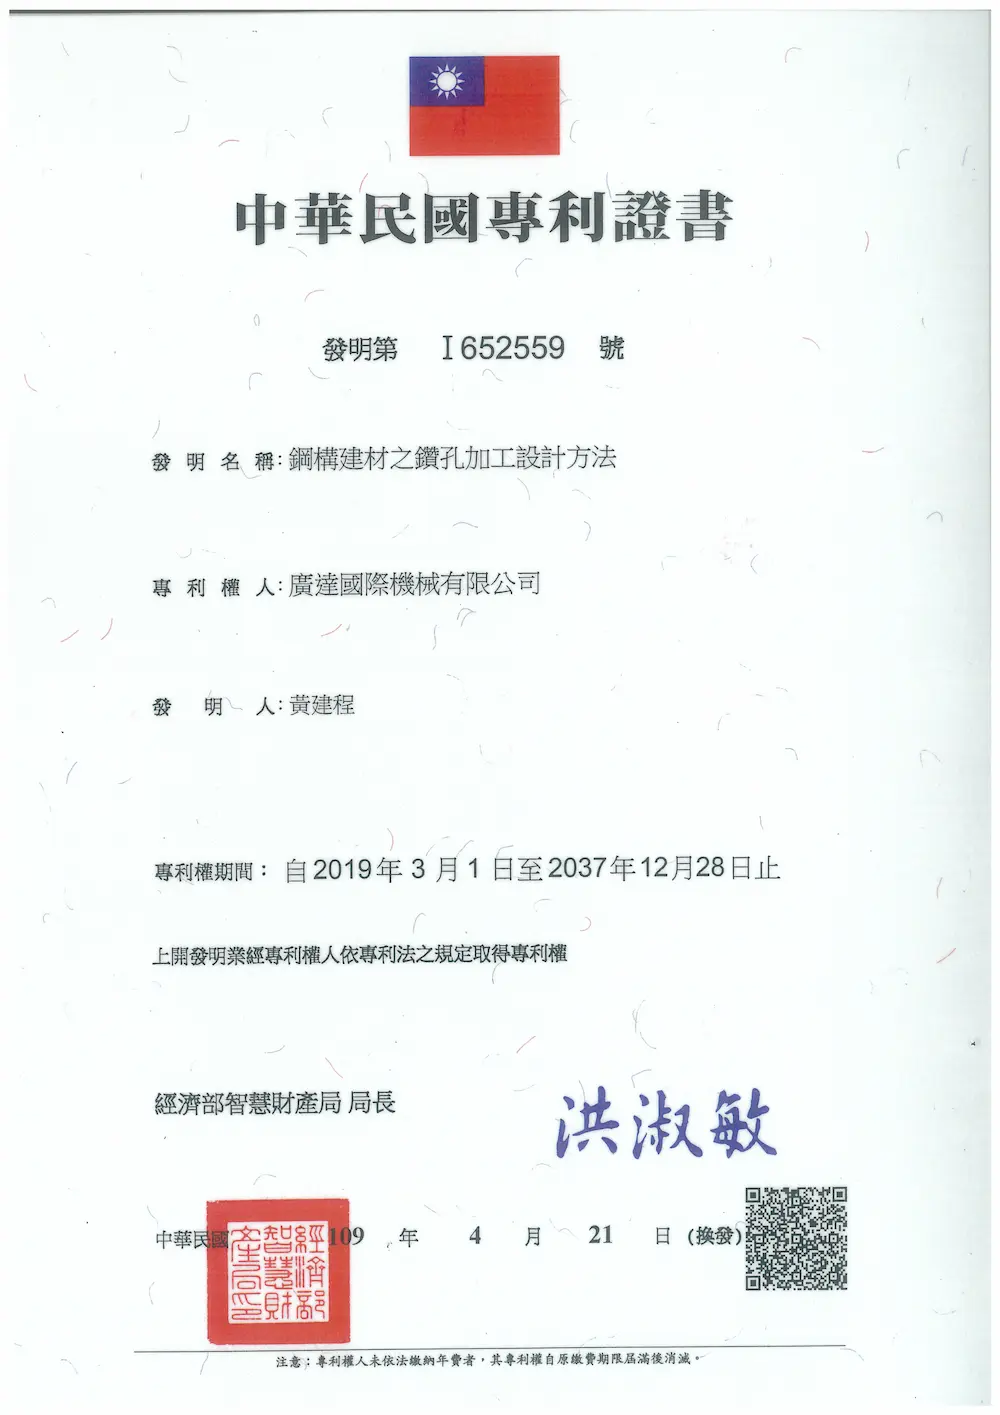 中華民國專利證書
發明第 I652559 號
發明名稱:鋼構建材之鑽孔加工設計方法
專利權人:廣達國際機械有限公司
發明人:黃建程
專利權期間:自2019年3月1日至2037年12月28日止
上開發明業經專利權人依專利法之規定取得專利權
經濟部智慧財產局 局長
洪淑敏
中華民國109年4月21日(換發)
經濟部智慧財產局印
注意:專利權人未依法繳納年費者,其專利權自原繳費期限屆滿後消滅。